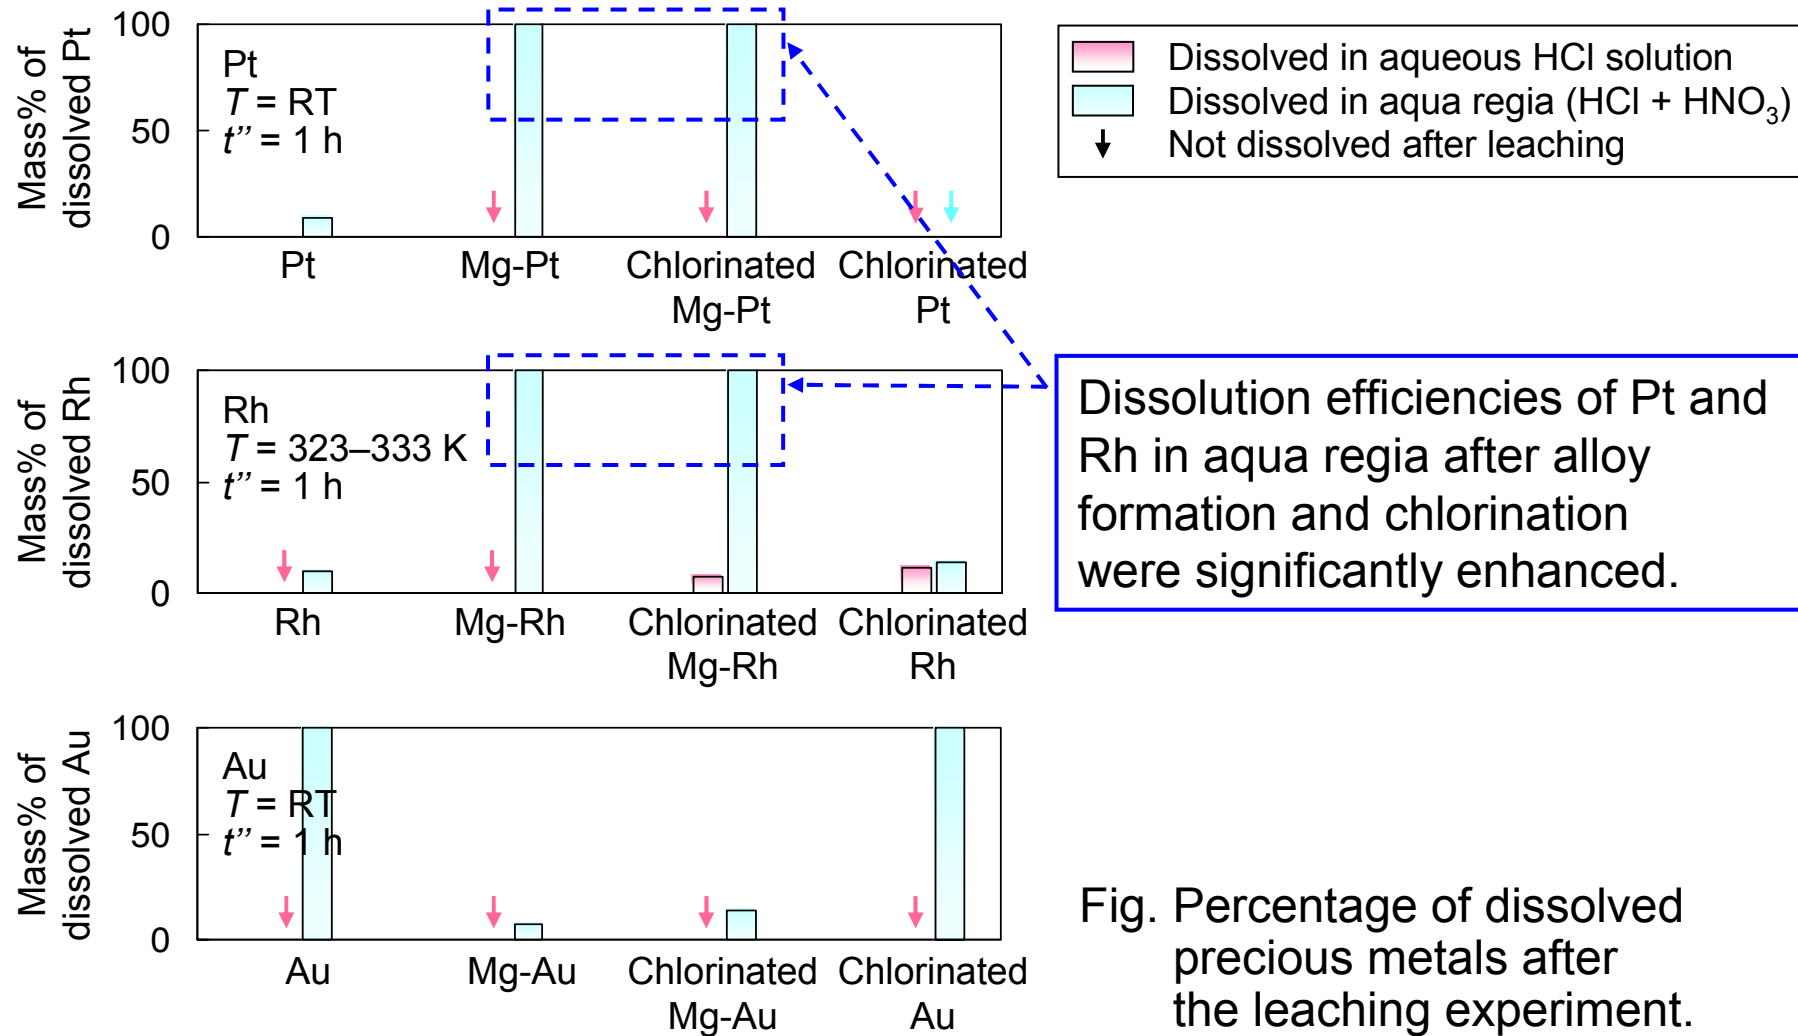 Mass% of
dissolved Pt
100
50
0
Pt
T = RT
t'' = 1 h
Pt
Mg-Pt
Chlorinated
Mg-Pt
Chlorinated
Pt
Dissolved in aqueous HCl solution
Dissolved in aqua regia (HCl + HNO₃)
Not dissolved after leaching
Mass% of
dissolved Rh
100
50
0
Rh
T = 323–333 K
t'' = 1 h
Rh
Mg-Rh
Chlorinated
Mg-Rh
Chlorinated
Rh
Dissolution efficiencies of Pt and
Rh in aqua regia after alloy
formation and chlorination
were significantly enhanced.
Mass% of
dissolved Au
100
50
0
Au
T = RT
t'' = 1 h
Au
Mg-Au
Chlorinated
Mg-Au
Chlorinated
Au
Fig. Percentage of dissolved
precious metals after
the leaching experiment.